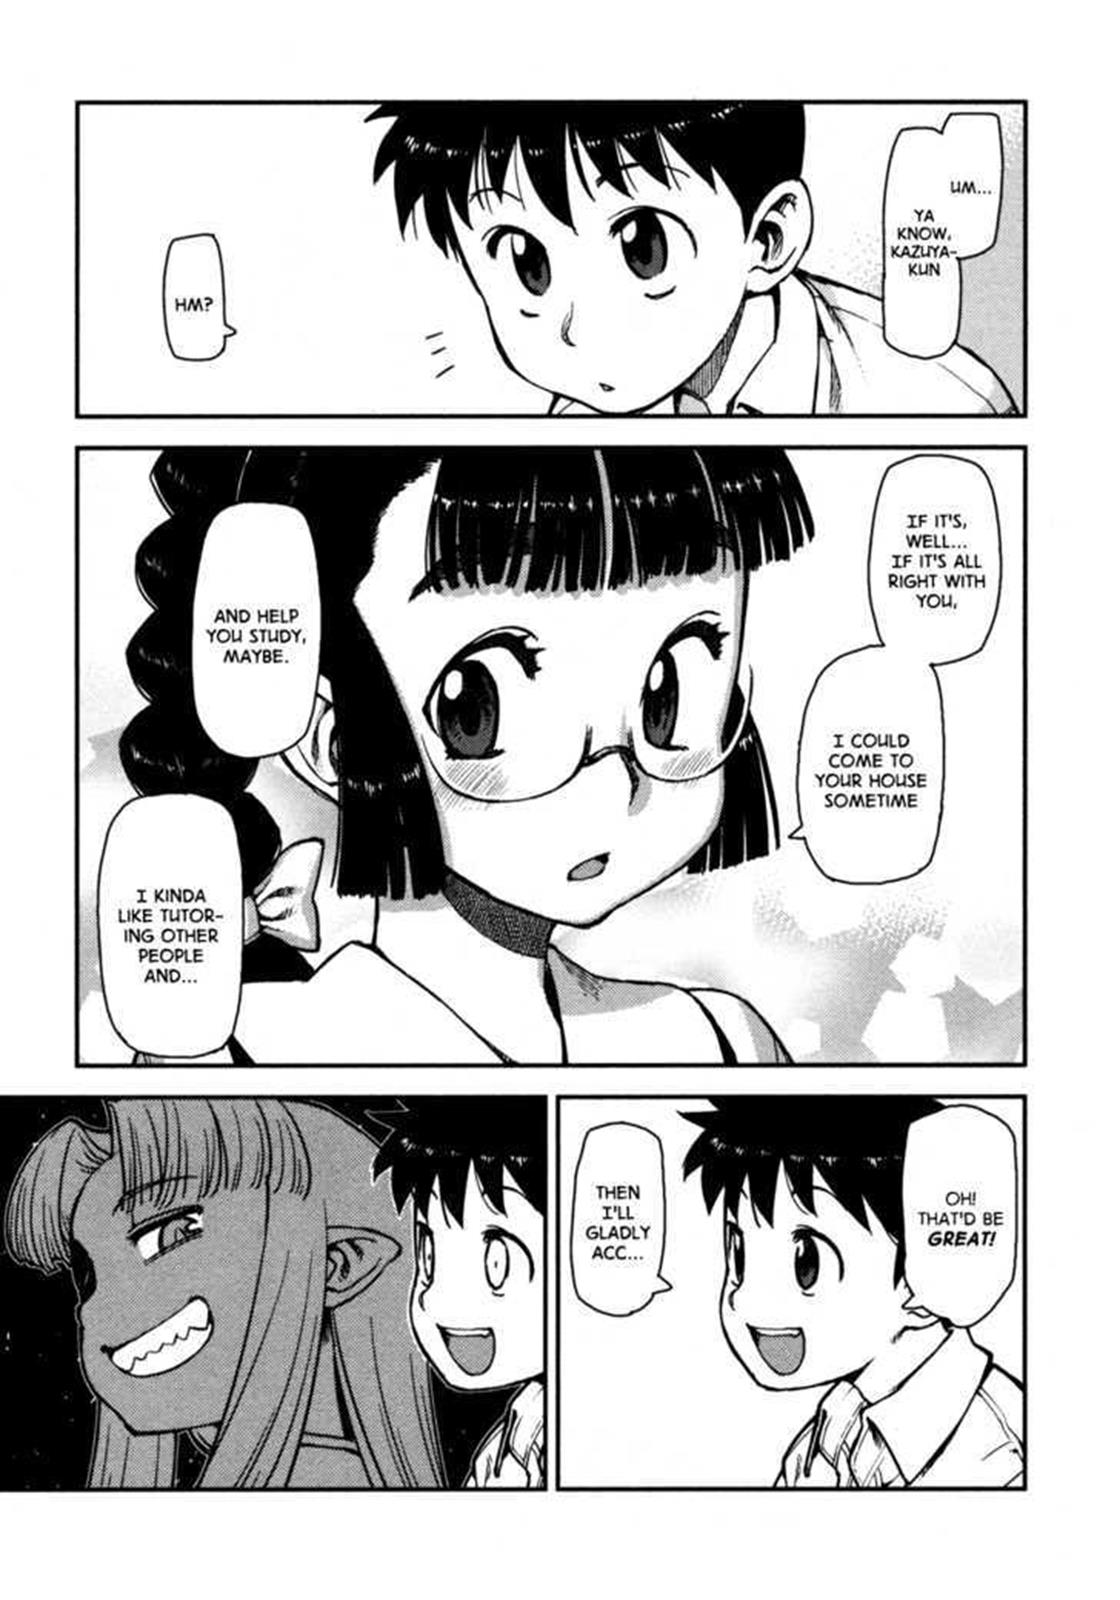 UM...
YA
KNOW,
KAZUYA-
KUN
HM?
IF IT'S,
WELL...
IF IT'S ALL
RIGHT WITH
YOU,
I COULD
COME TO
YOUR HOUSE
SOMETIME
AND HELP
YOU STUDY,
MAYBE.
I KINDA
LIKE TUTOR-
ING OTHER
PEOPLE
AND...
OH!
THAT'D BE
GREAT!
THEN
I'LL
GLADLY
ACC...